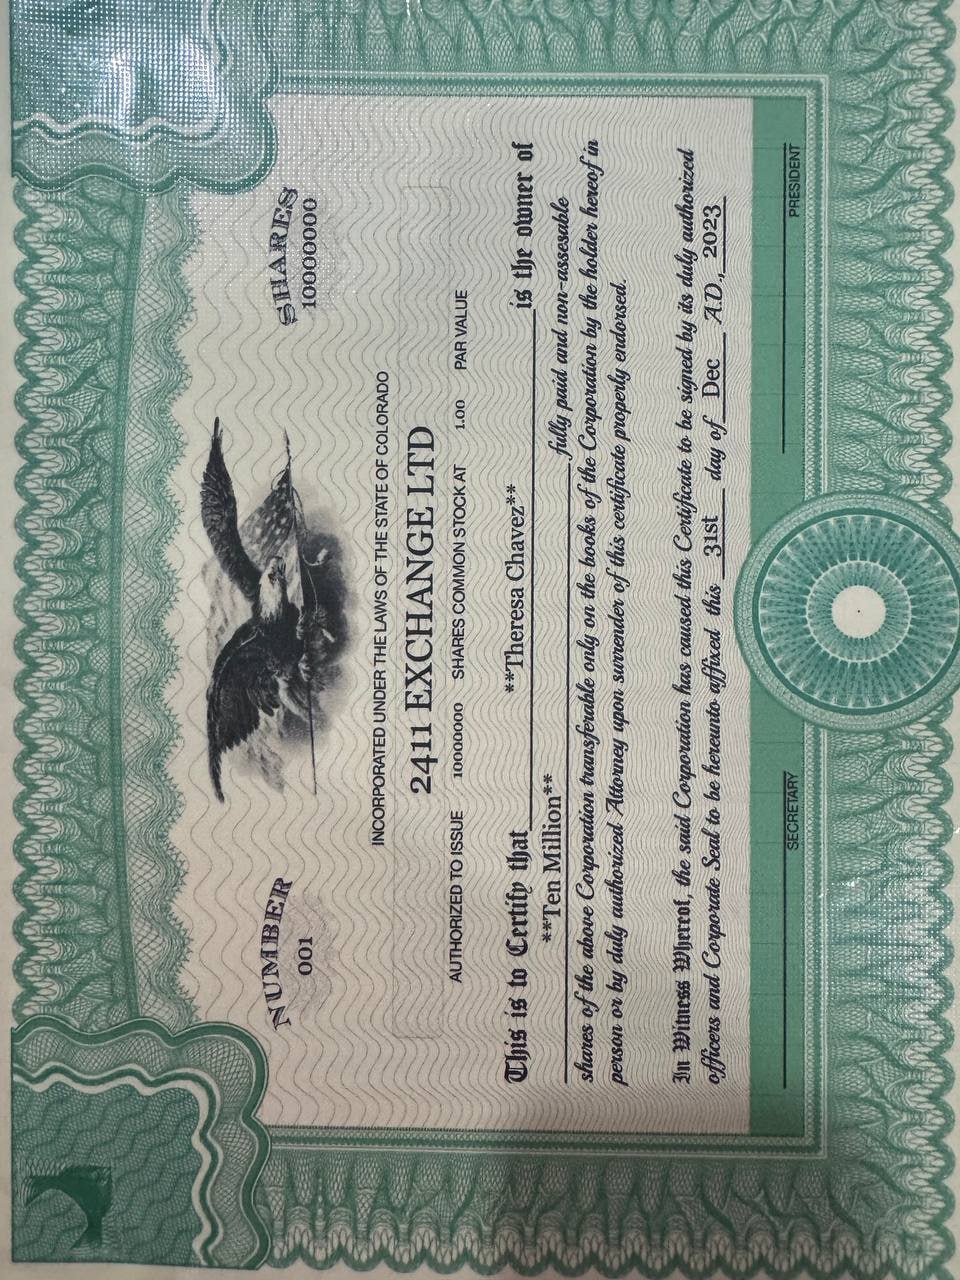 NUMBER
001
SHARES
10000000
INCORPORATED UNDER THE LAWS OF THE STATE OF COLORADO
2411 EXCHANGE LTD
AUTHORIZED TO ISSUE 10000000 SHARES COMMON STOCK AT 1.00 PAR VALUE
This is to Certify that **Theresa Chavez** is the owner of
**Ten Million** fully paid and non-assesable
shares of the above Corporation transferable only on the books of the Corporation by the holder hereof in
person or by duly authorized Attorney upon surrender of this certificate properly endorsed.
In Witness Whereof, the said Corporation has caused this Certificate to be signed by its duly authorized
officers and Corporate Seal to be hereunto affixed this 31st day of Dec A.D., 2023
SECRETARY
PRESIDENT